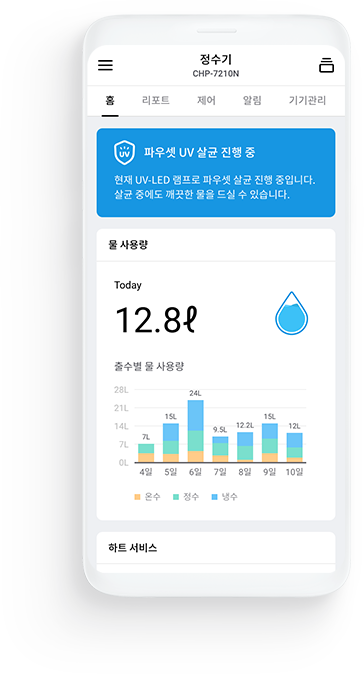 정수기
CHP-7210N
홈 리포트 제어 알림 기기관리
UV 파우셋 UV 살균 진행 중
현재 UV-LED 램프로 파우셋 살균 진행 중입니다.
살균 중에도 깨끗한 물을 드실 수 있습니다.
물 사용량
Today
12.8ℓ
출수별 물 사용량
28L
21L
14L
7L
0L
7L 15L 24L 9.5L 12.2L 15L 12L
4일 5일 6일 7일 8일 9일 10일
온수 정수 냉수
하트 서비스